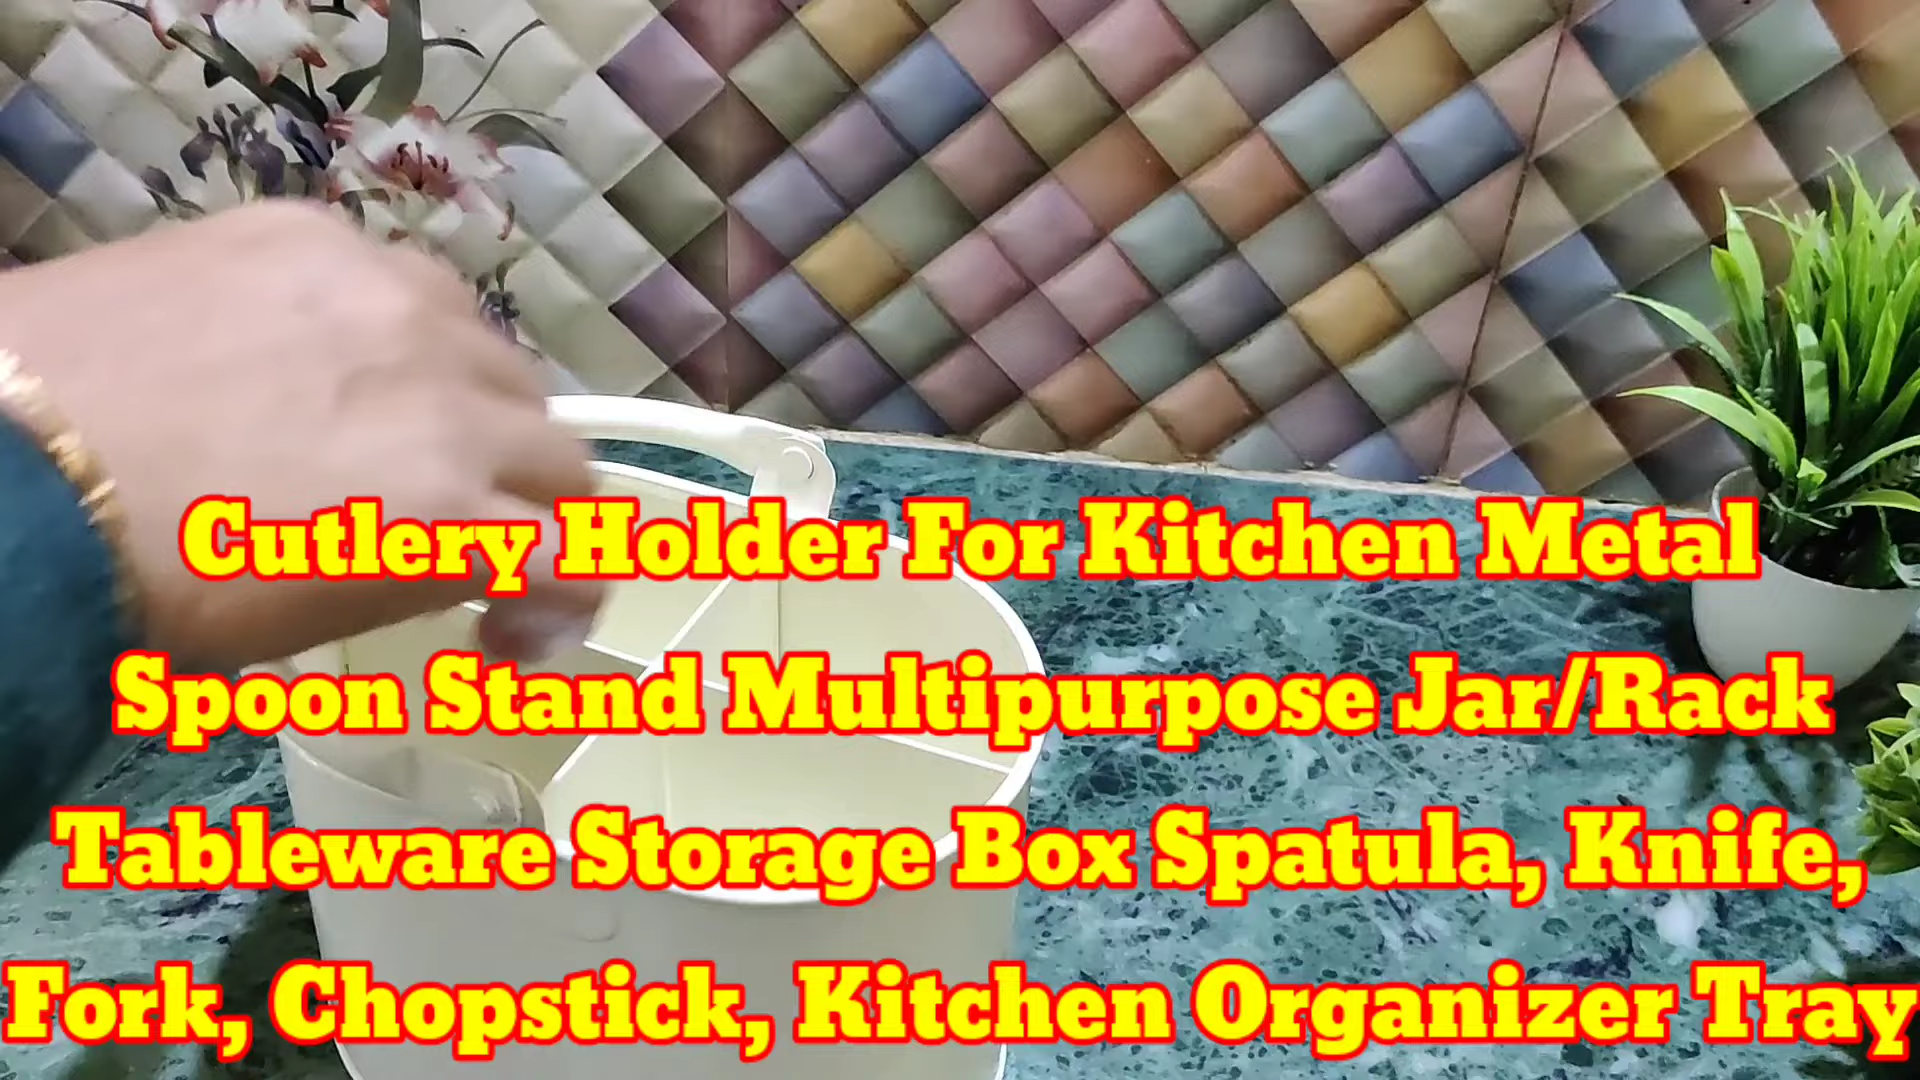 Cutlery Holder For Kitchen Metal
Spoon Stand Multipurpose Jar/Rack
Tableware Storage Box Spatula, Knife,
Fork, Chopstick, Kitchen Organizer Tray